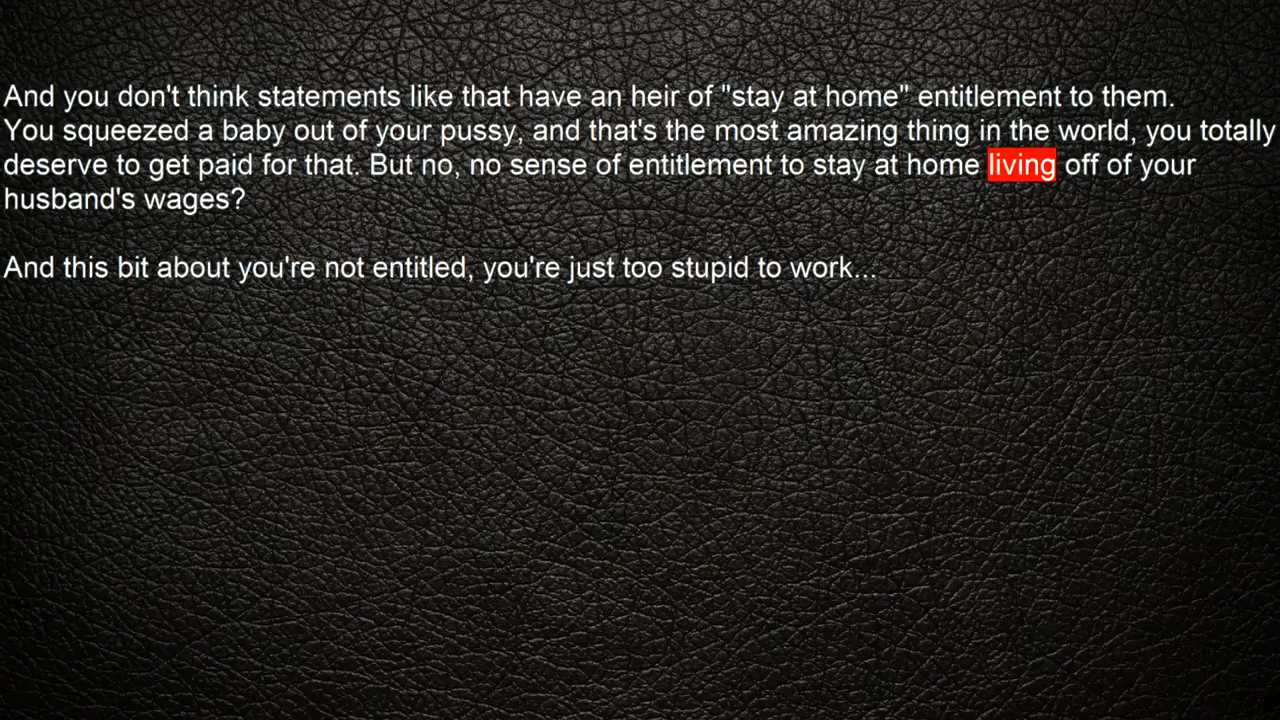 And you don't think statements like that have an heir of "stay at home" entitlement to them.
You squeezed a baby out of your pussy, and that's the most amazing thing in the world, you totally
deserve to get paid for that. But no, no sense of entitlement to stay at home living off of your
husband's wages?
And this bit about you're not entitled, you're just too stupid to work...